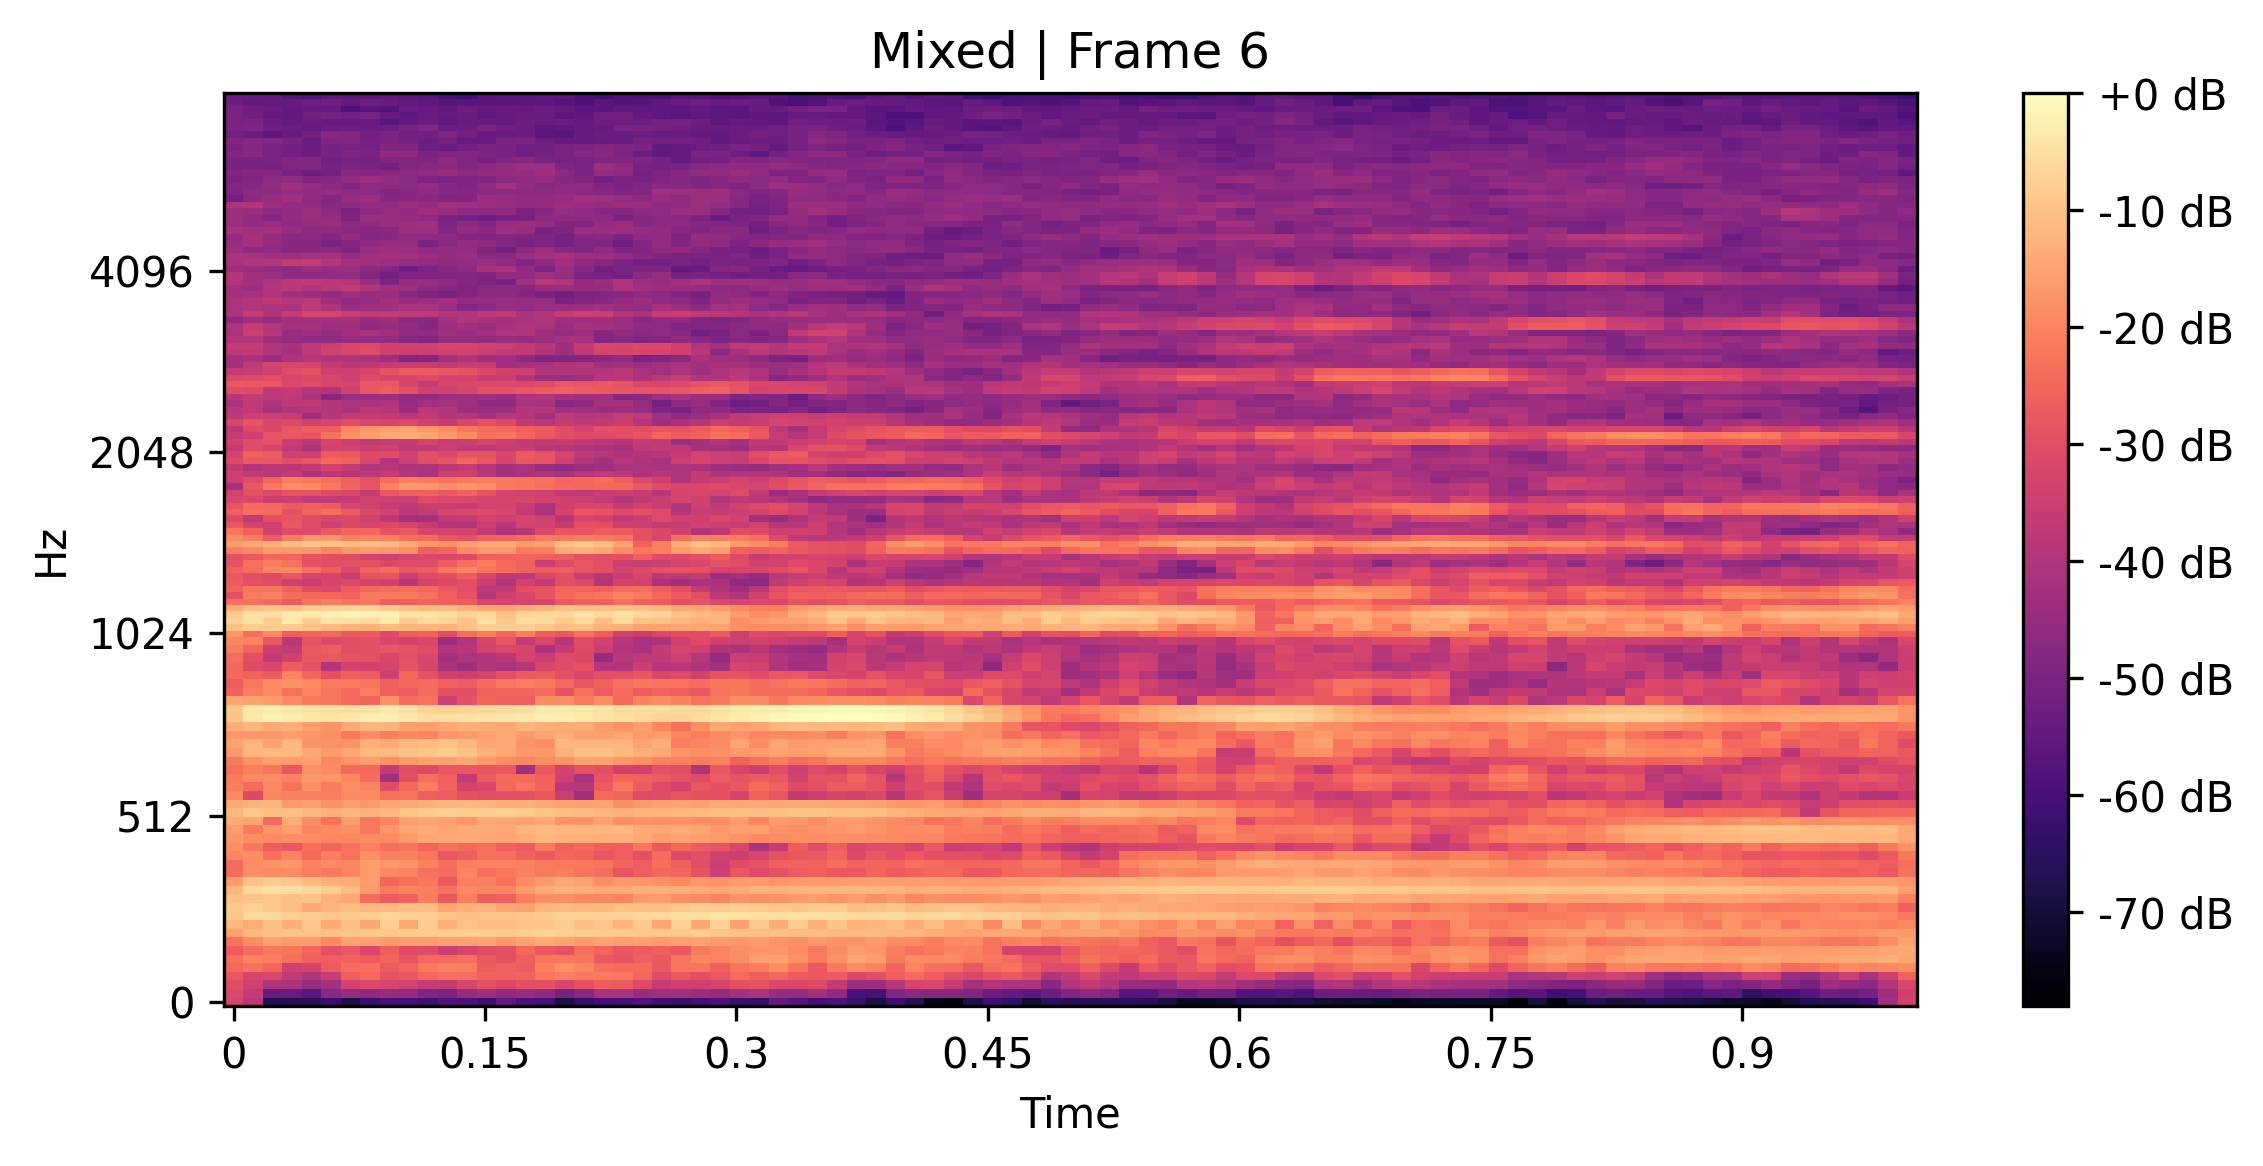 Mixed | Frame 6
+0 dB
-10 dB
-20 dB
-30 dB
-40 dB
-50 dB
-60 dB
-70 dB
Hz
4096
2048
1024
512
0
0 0.15 0.3 0.45 0.6 0.75 0.9
Time